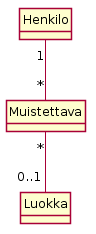 Henkilo
1
*
Muistettava
*
0..1
Luokka